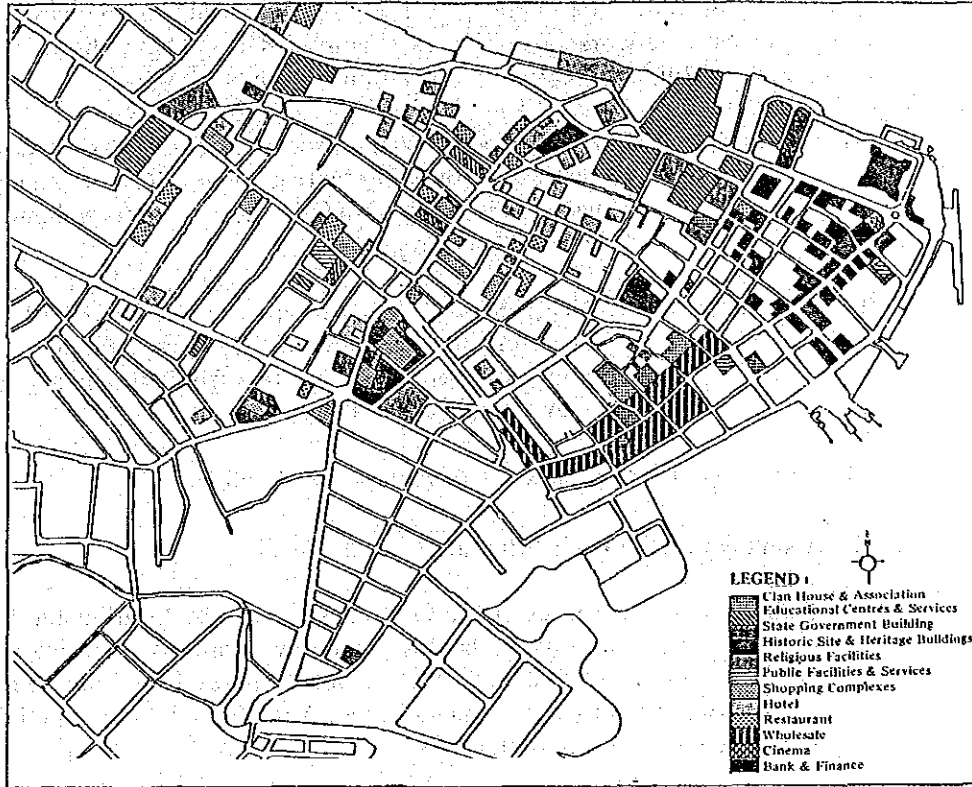 LEGEND :
Clan House & Association
Educational Centres & Services
State Government Building
Historic Site & Heritage Buildings
Religious Facilities
Public Facilities & Services
Shopping Complexes
Hotel
Restaurant
Wholesale
Cinema
Bank & Finance